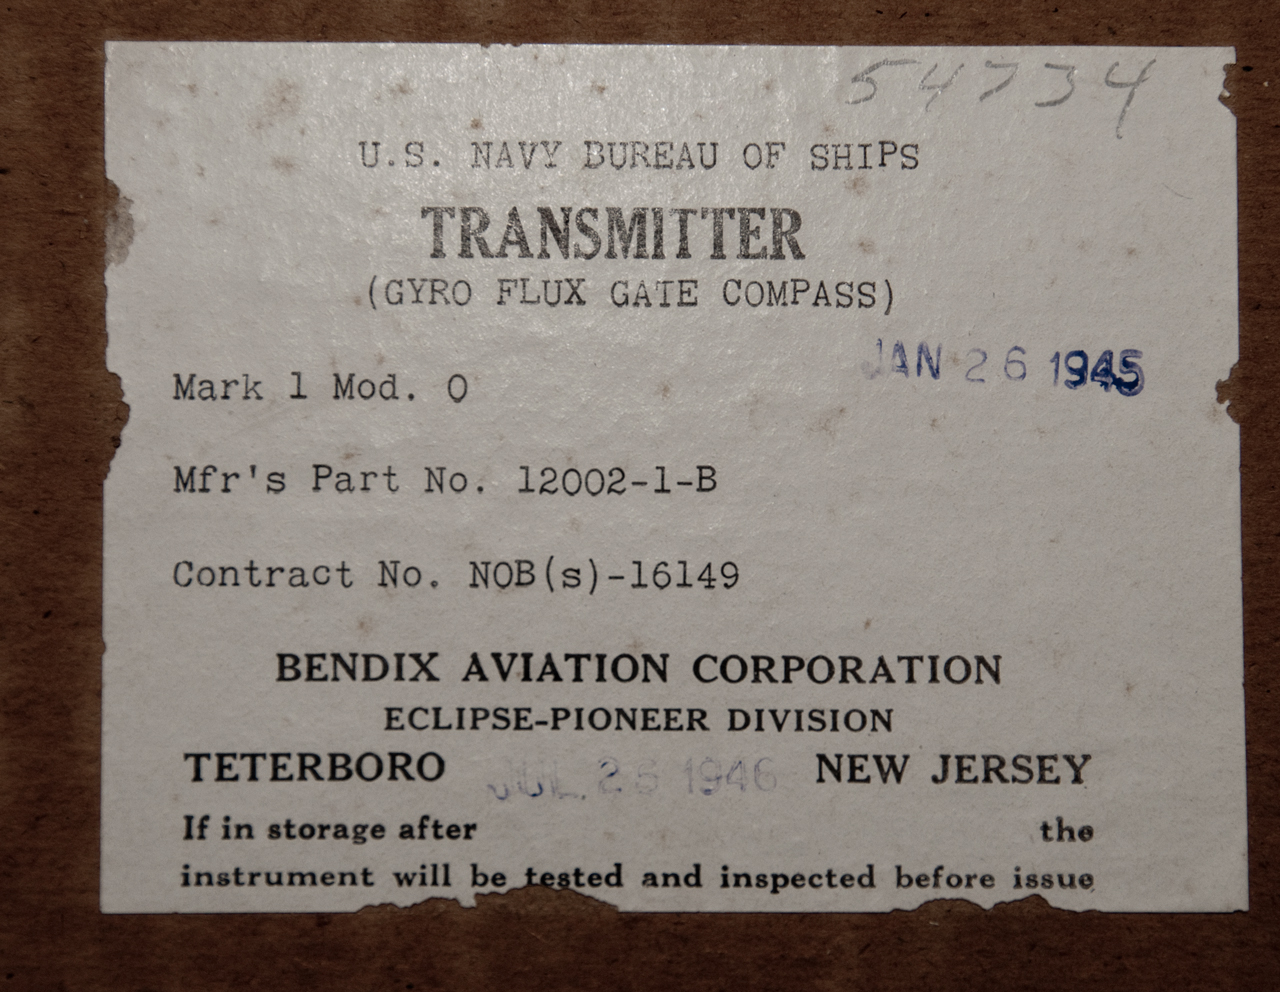 54734
U.S. NAVY BUREAU OF SHIPS
TRANSMITTER
(GYRO FLUX GATE COMPASS)
JAN 26 1945
Mark 1 Mod. 0
Mfr's Part No. 12002-1-B
Contract No. NOB(s)-16149
BENDIX AVIATION CORPORATION
ECLIPSE-PIONEER DIVISION
TETERBORO NEW JERSEY
JUL 26 1946
If in storage after the
instrument will be tested and inspected before issue